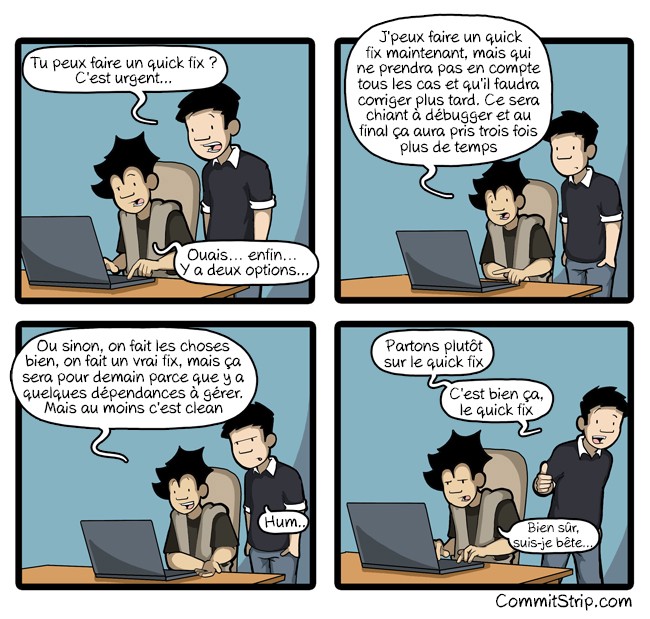 Tu peux faire un quick fix ?
C'est urgent...
Ouais... enfin...
Y a deux options...
J'peux faire un quick
fix maintenant, mais qui
ne prendra pas en compte
tous les cas et qu'il faudra
corriger plus tard. Ce sera
chiant à débugger et au
final ça aura pris trois fois
plus de temps
Ou sinon, on fait les choses
bien, on fait un vrai fix, mais ça
sera pour demain parce que y a
quelques dépendances à gérer.
Mais au moins c'est clean
Hum..
Partons plutôt
sur le quick fix
C'est bien ça,
le quick fix
Bien sûr,
suis-je bête...
CommitStrip.com